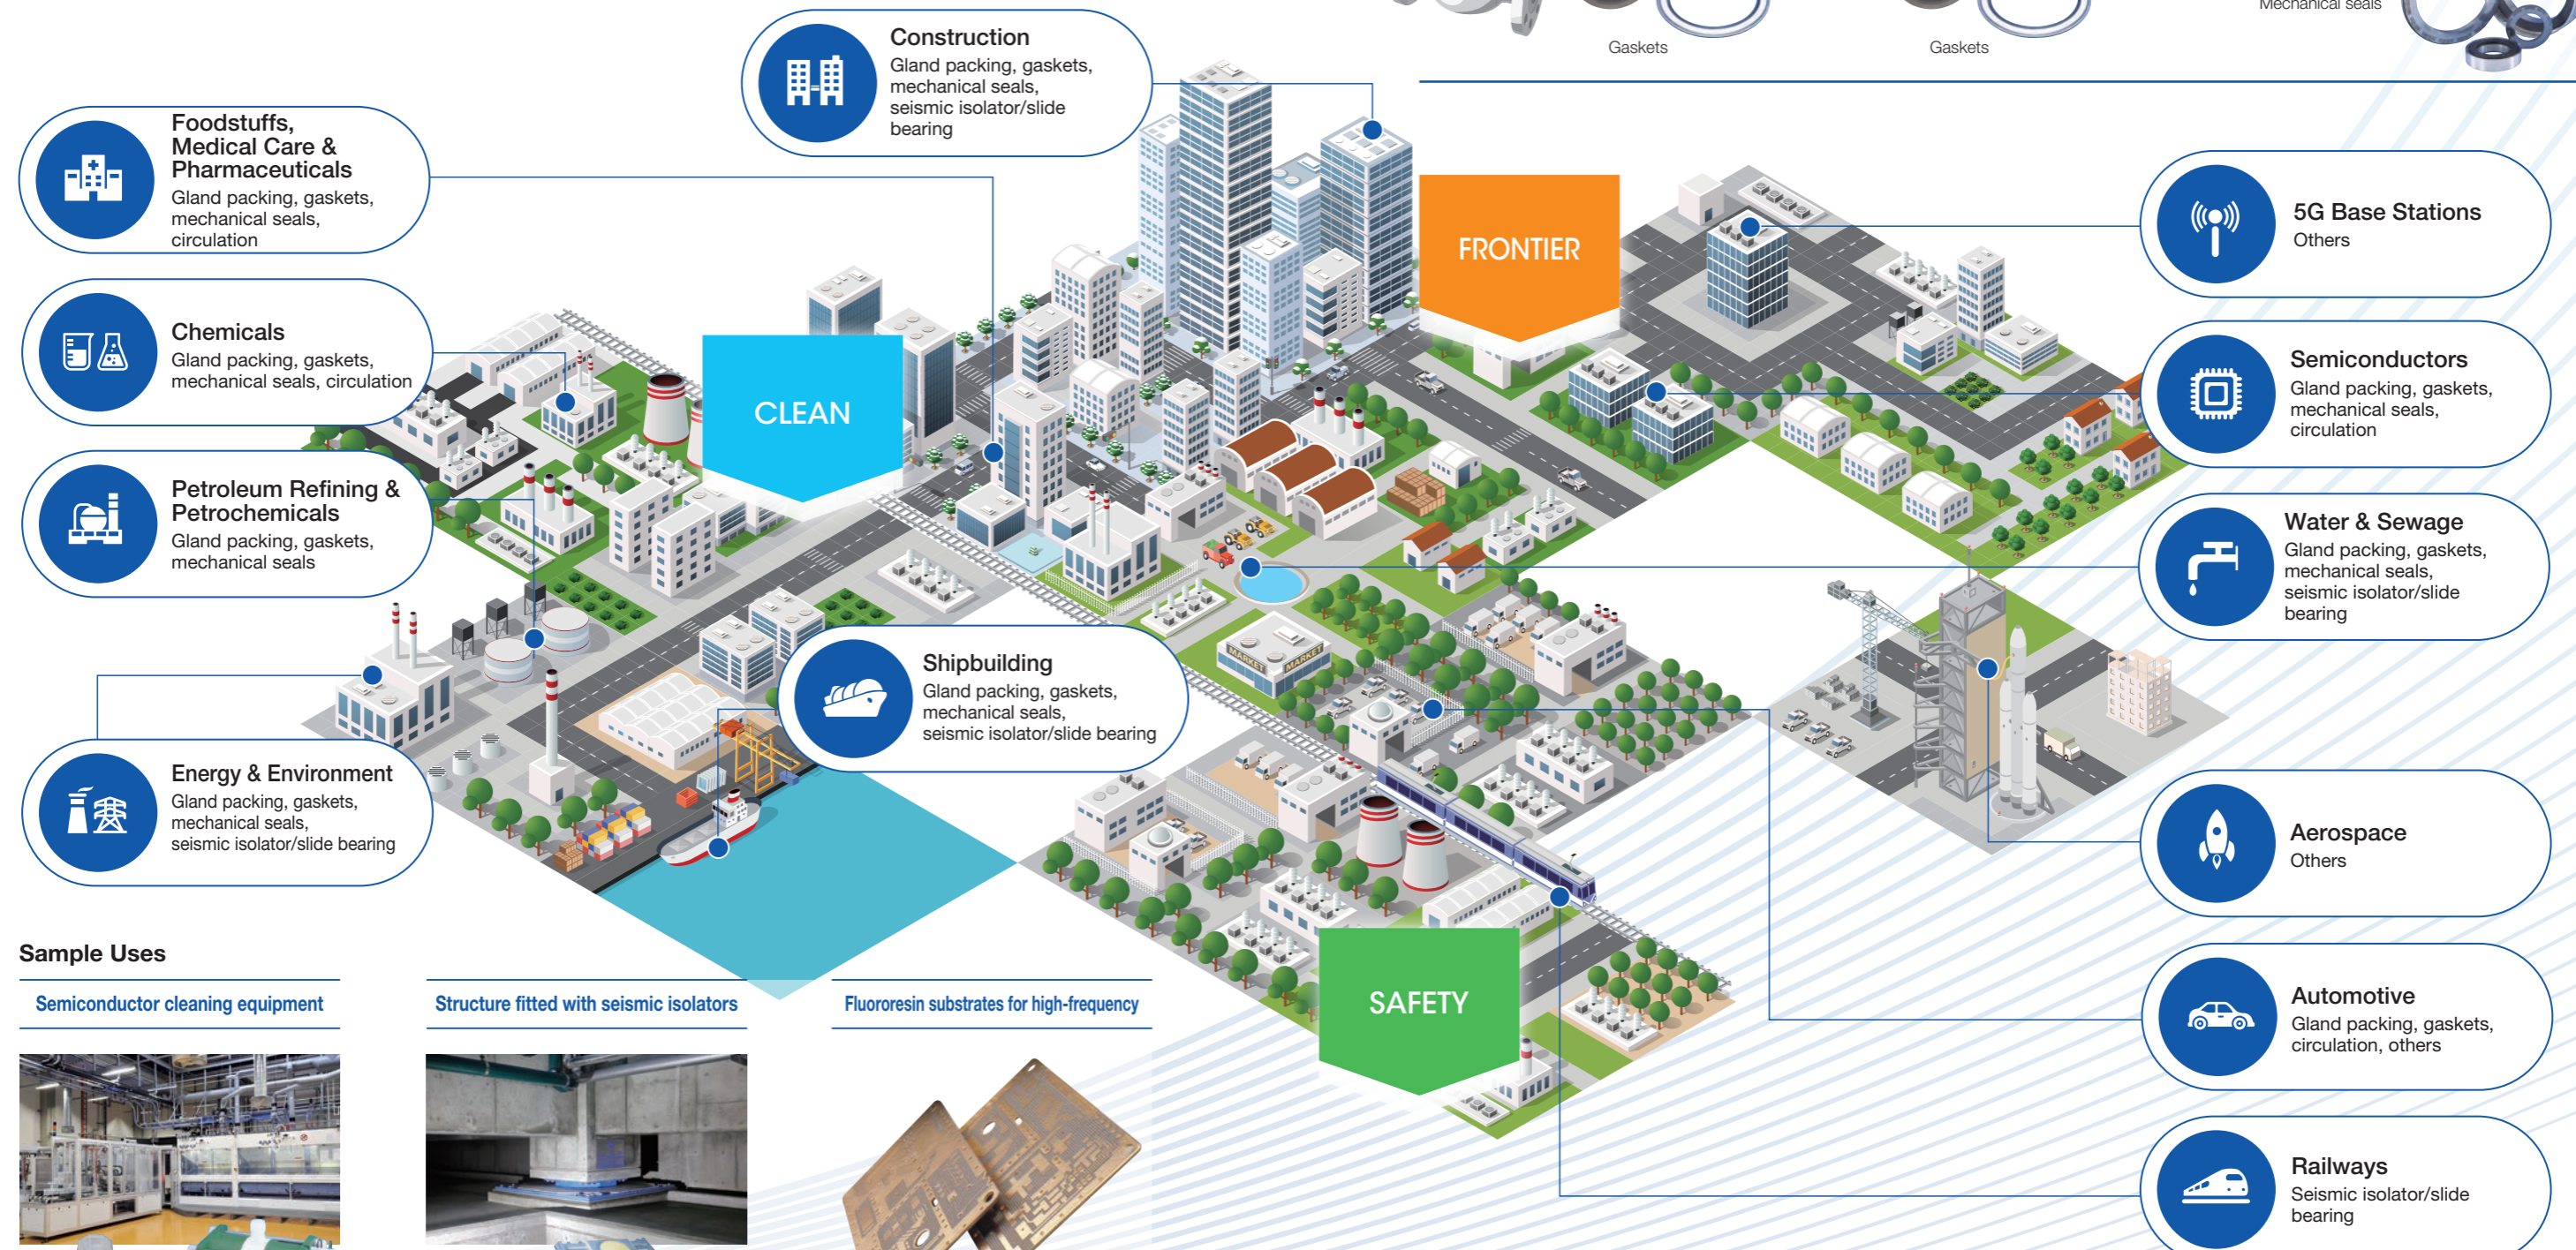 Mechanical seals
Gaskets
Gaskets
Construction
Gland packing, gaskets,
mechanical seals,
seismic isolator/slide
bearing
Foodstuffs,
Medical Care &
Pharmaceuticals
Gland packing, gaskets,
mechanical seals,
circulation
Chemicals
Gland packing, gaskets,
mechanical seals, circulation
Petroleum Refining &
Petrochemicals
Gland packing, gaskets,
mechanical seals
Energy & Environment
Gland packing, gaskets,
mechanical seals,
seismic isolator/slide bearing
CLEAN
FRONTIER
MARKET MARKET
Shipbuilding
Gland packing, gaskets,
mechanical seals,
seismic isolator/slide bearing
SAFETY
5G Base Stations
Others
Semiconductors
Gland packing, gaskets,
mechanical seals,
circulation
Water & Sewage
Gland packing, gaskets,
mechanical seals,
seismic isolator/slide
bearing
Aerospace
Others
Automotive
Gland packing, gaskets,
circulation, others
Railways
Seismic isolator/slide
bearing
Sample Uses
Semiconductor cleaning equipment
Structure fitted with seismic isolators
Fluororesin substrates for high-frequency